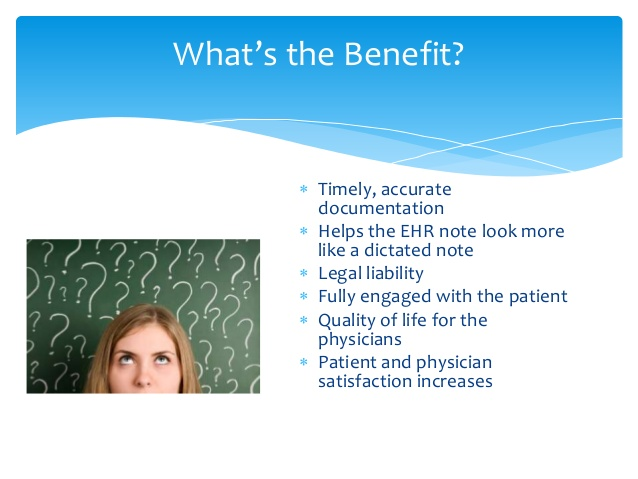 What's the Benefit?
Timely, accurate
documentation
Helps the EHR note look more
like a dictated note
Legal liability
Fully engaged with the patient
Quality of life for the
physicians
Patient and physician
satisfaction increases